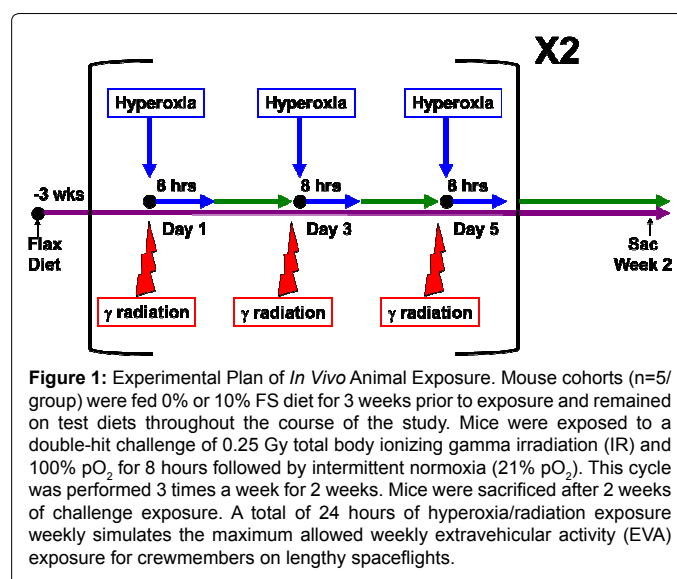 X2
Hyperoxia Hyperoxia Hyperoxia
-3 wks 8 hrs 8 hrs 8 hrs
Flax
Diet
Day 1 Day 3 Day 5
Sac
Week 2
γ radiation γ radiation γ radiation
Figure 1: Experimental Plan of In Vivo Animal Exposure. Mouse cohorts (n=5/
group) were fed 0% or 10% FS diet for 3 weeks prior to exposure and remained
on test diets throughout the course of the study. Mice were exposed to a
double-hit challenge of 0.25 Gy total body ionizing gamma irradiation (IR) and
100% pO₂ for 8 hours followed by intermittent normoxia (21% pO₂). This cycle
was performed 3 times a week for 2 weeks. Mice were sacrificed after 2 weeks
of challenge exposure. A total of 24 hours of hyperoxia/radiation exposure
weekly simulates the maximum allowed weekly extravehicular activity (EVA)
exposure for crewmembers on lengthy spaceflights.